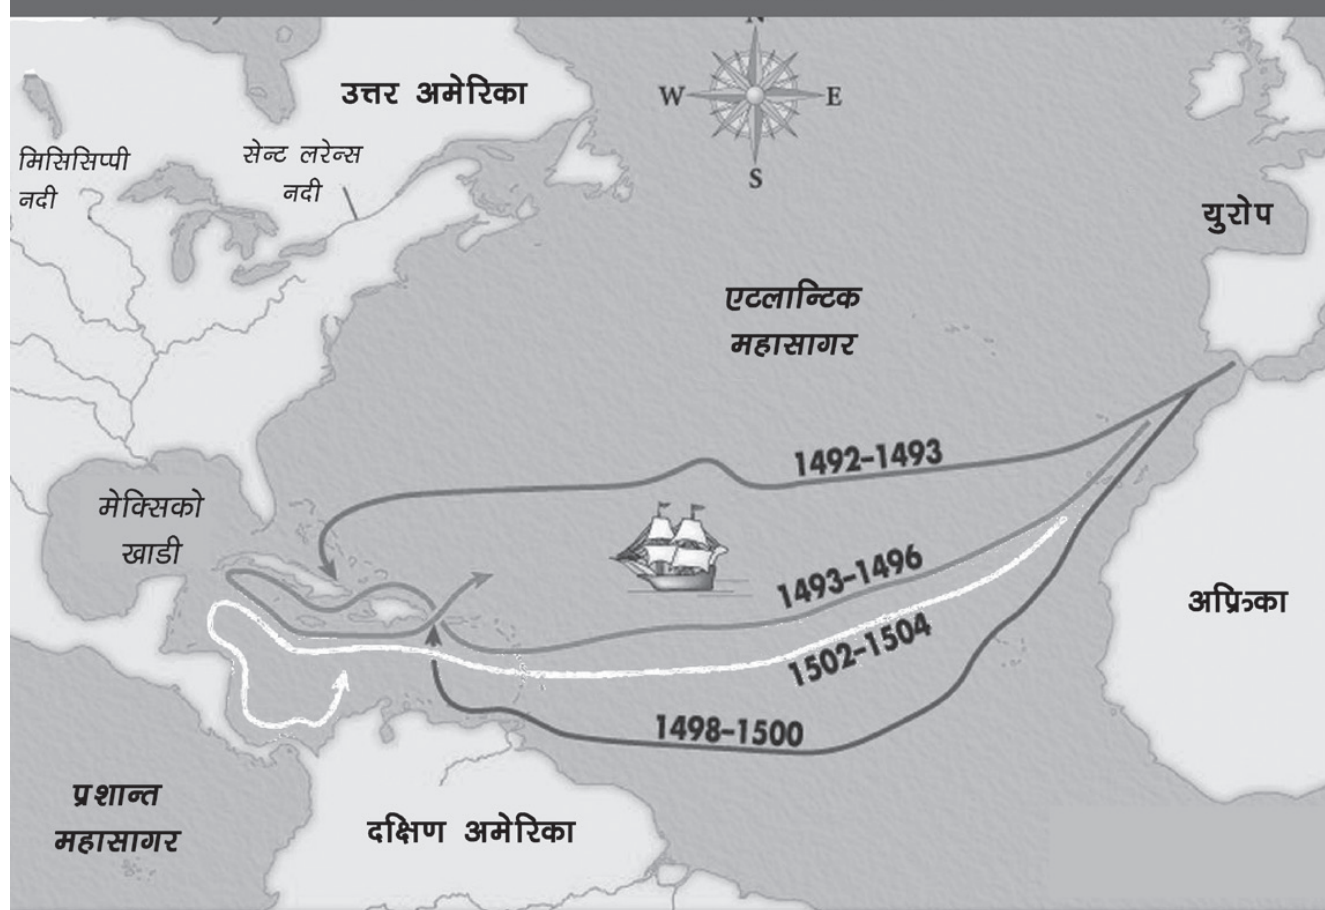 N
उत्तर अमेरिका
W
E
मिसिसिप्पी
नदी
सेन्ट लरेन्स
नदी
S
युरोप
एटलान्टिक
महासागर
1492–1493
मेक्सिको
खाडी
1493–1496
अफ्रिका
1502–1504
1498–1500
प्रशान्त
महासागर
दक्षिण अमेरिका